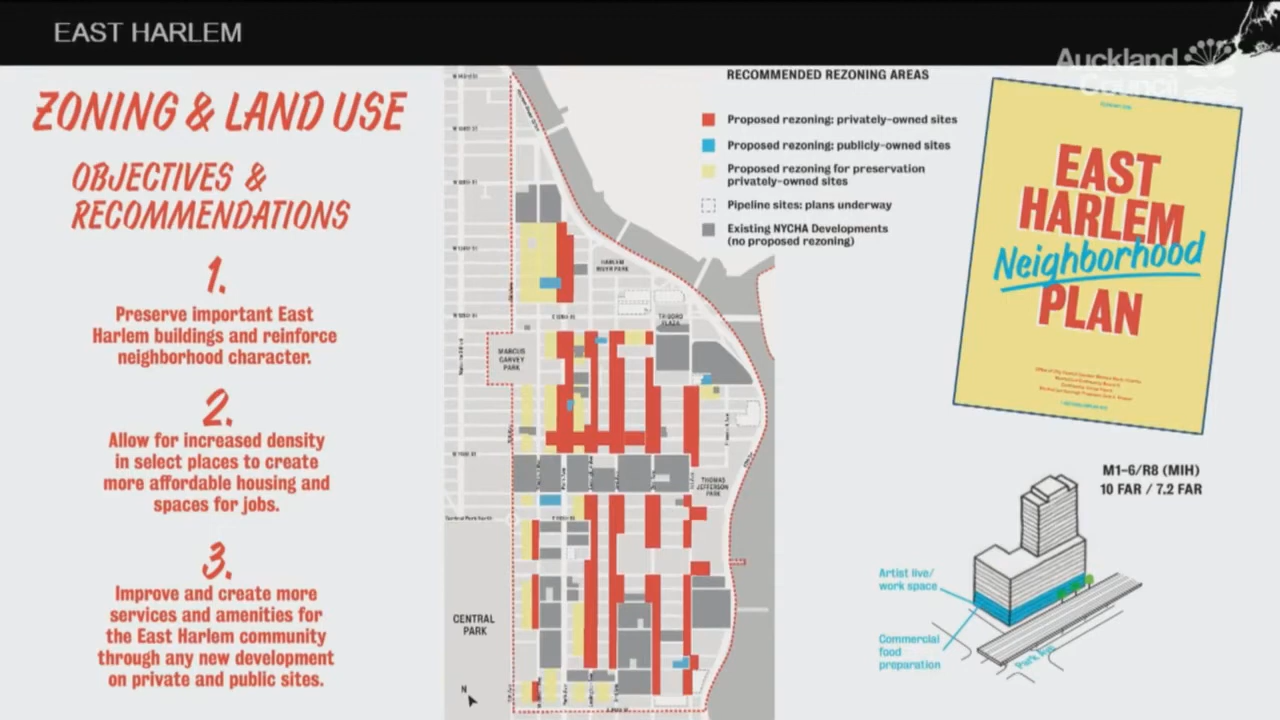 EAST HARLEM
Auckland
Council
ZONING & LAND USE
OBJECTIVES &
RECOMMENDATIONS
1.
Preserve important East
Harlem buildings and reinforce
neighborhood character.
2.
Allow for increased density
in select places to create
more affordable housing and
spaces for jobs.
3.
Improve and create more
services and amenities for
the East Harlem community
through any new development
on private and public sites.
RECOMMENDED REZONING AREAS
Proposed rezoning: privately-owned sites
Proposed rezoning: publicly-owned sites
Proposed rezoning for preservation
privately-owned sites
Pipeline sites: plans underway
Existing NYCHA Developments
(no proposed rezoning)
HARLEM
RIVER PARK
MARCUS
GARVEY
PARK
THOMAS
JEFFERSON
PARK
Central Park North
CENTRAL
PARK
N
EAST
HARLEM
Neighborhood
PLAN
M1-6/R8 (MIH)
10 FAR / 7.2 FAR
Artist live/
work space
Commercial
food
preparation